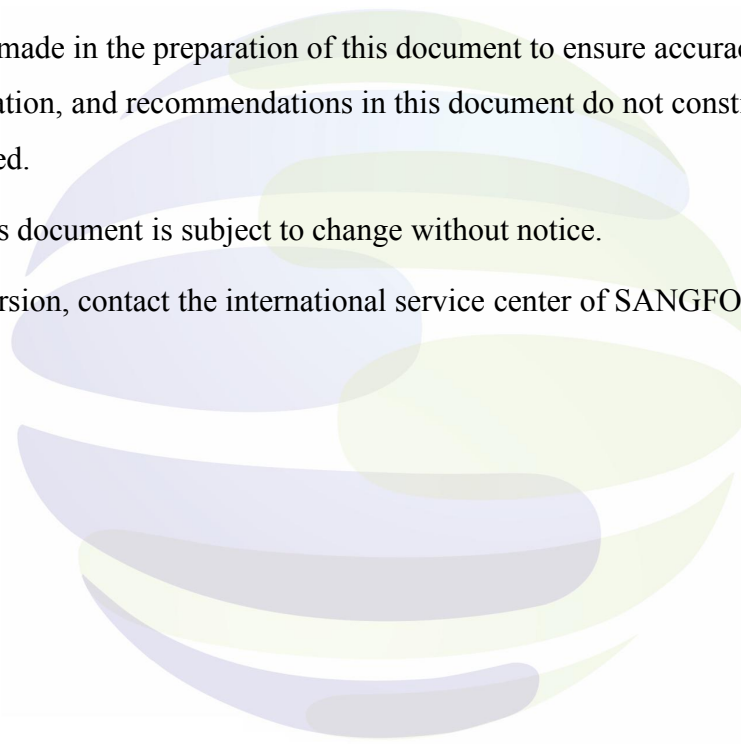 made in the preparation of this document to ensure accurac
ation, and recommendations in this document do not consti
ed.
s document is subject to change without notice.
rsion, contact the international service center of SANGFO